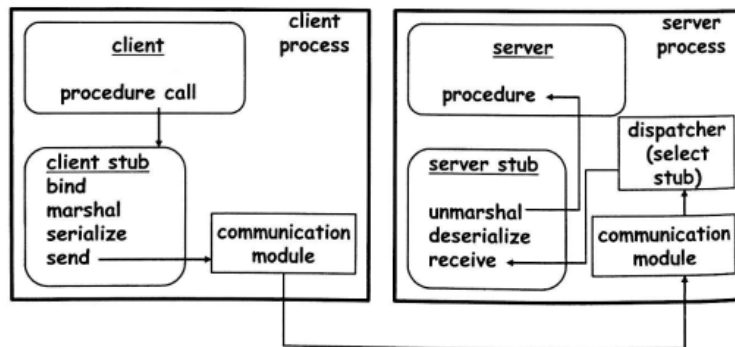 client
process
client
procedure call
client stub
bind
marshal
serialize
send
communication
module
server
process
server
procedure
dispatcher
(select
stub)
server stub
unmarshal
deserialize
receive
communication
module